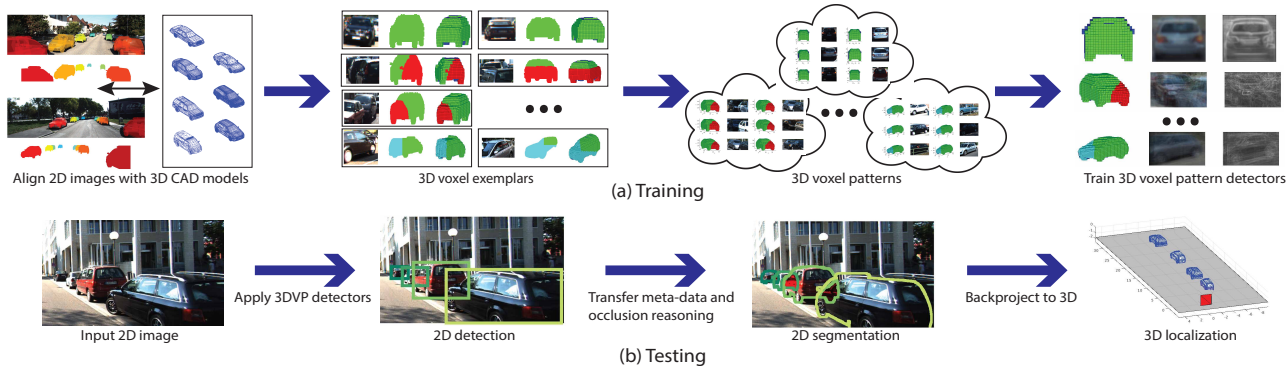 Align 2D images with 3D CAD models
3D voxel exemplars
3D voxel patterns
Train 3D voxel pattern detectors
(a) Training
Apply 3DVP detectors
Transfer meta-data and
occlusion reasoning
Backproject to 3D
Input 2D image
2D detection
2D segmentation
3D localization
(b) Testing